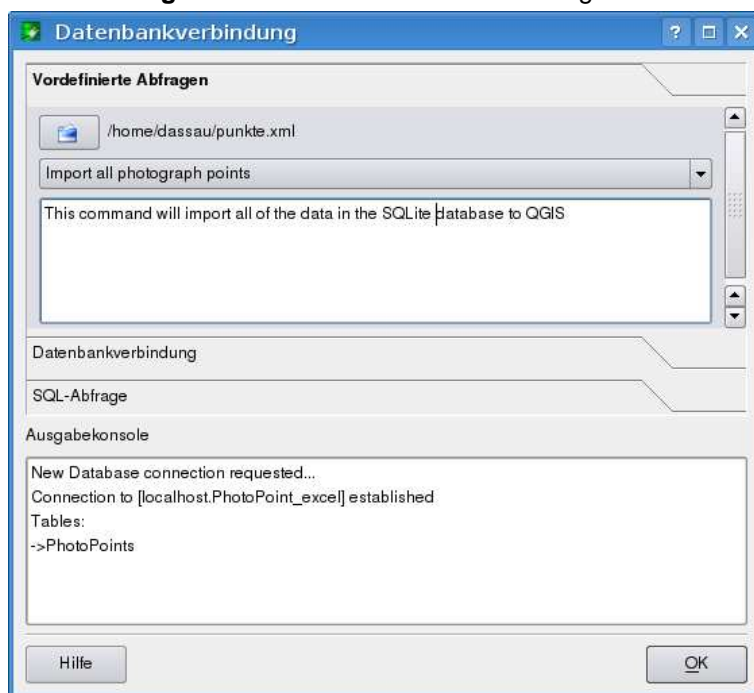 Datenbankverbindung
Vordefinierte Abfragen
/home/dassau/punkte.xml
Import all photograph points
This command will import all of the data in the SQLite database to QGIS
Datenbankverbindung
SQL-Abfrage
Ausgabekonsole
New Database connection requested...
Connection to [localhost.PhotoPoint_excel] established
Tables:
->PhotoPoints
Hilfe
OK